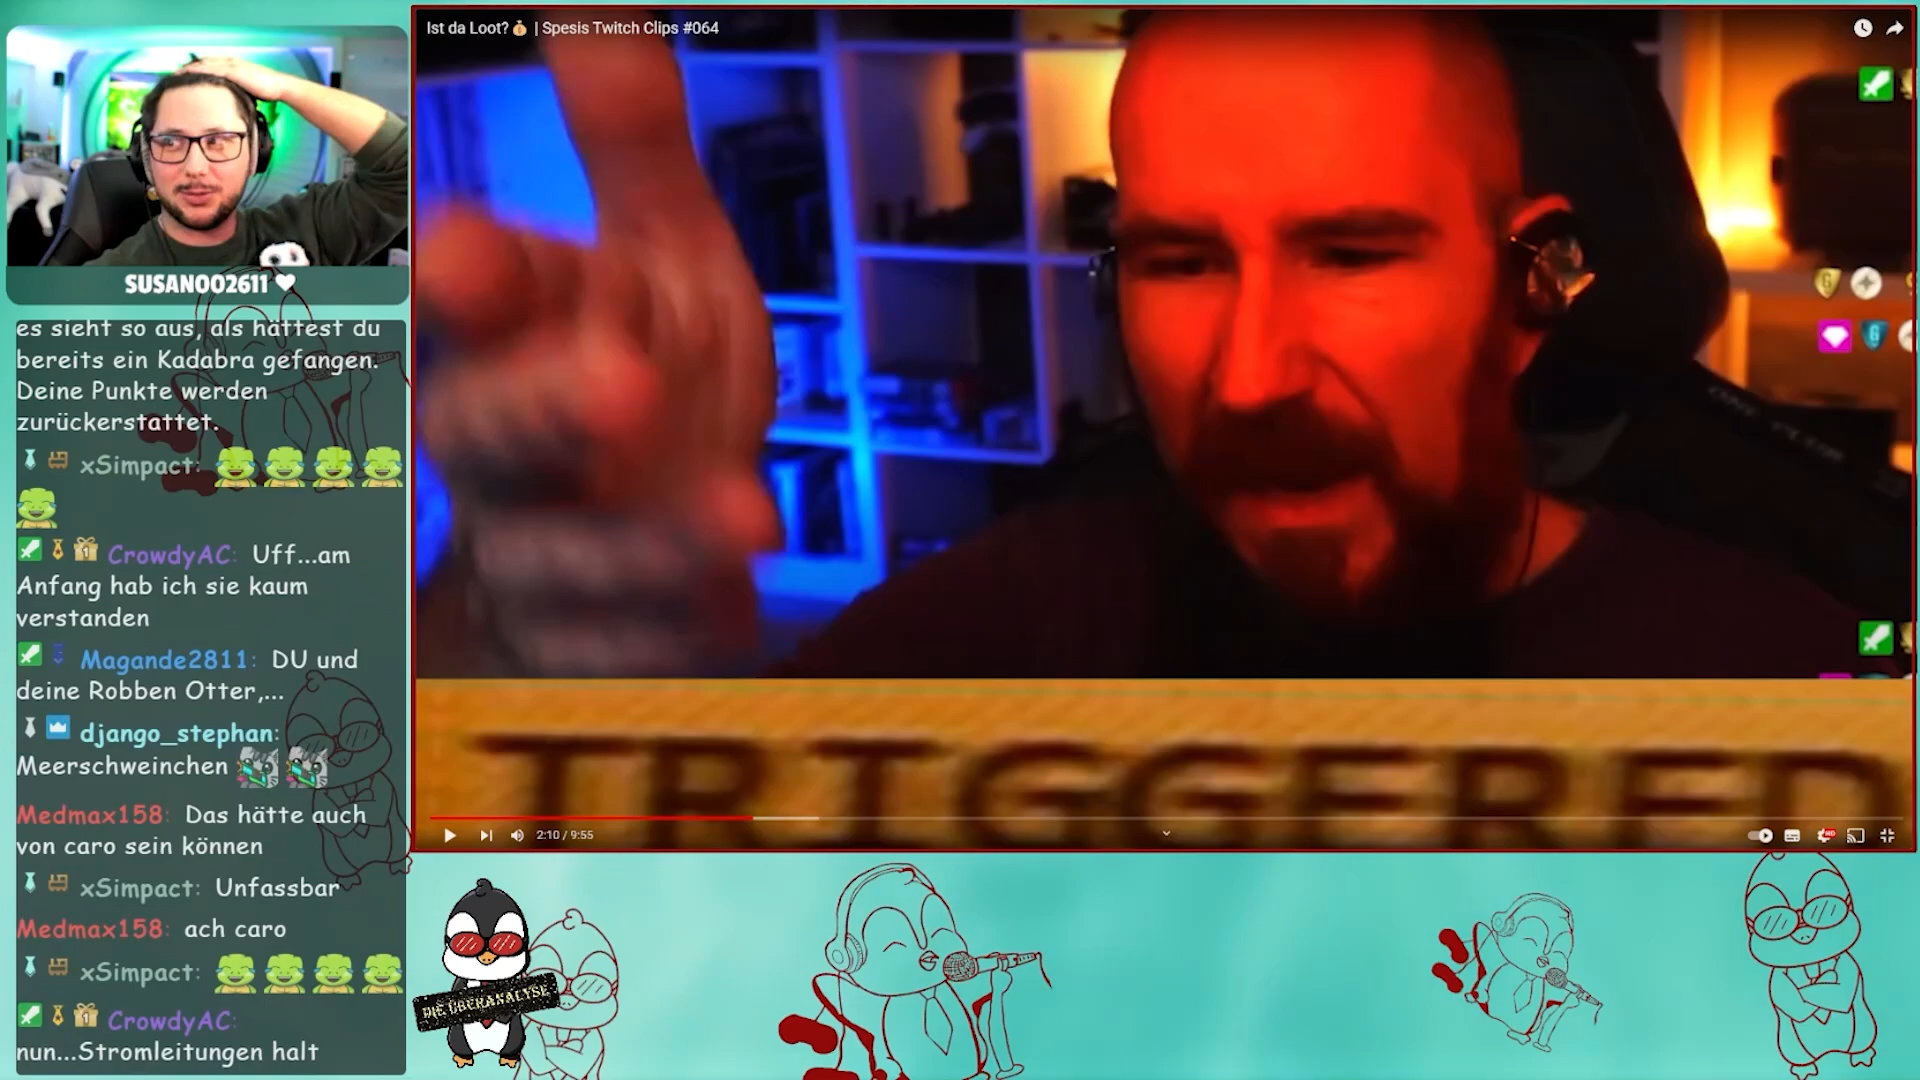 Ist da Loot?💰 | Spesis Twitch Clips #064
SUSANOO2611 ♥
es sieht so aus, als hättest du
bereits ein Kadabra gefangen.
Deine Punkte werden
zurückerstattet.
xSimpact:
CrowdyAC: Uff...am
Anfang hab ich sie kaum
verstanden
Magande2811: DU und
deine Robben Otter,...
django_stephan:
Meerschweinchen
Medmax158: Das hätte auch
von caro sein können
xSimpact: Unfassbar
Medmax158: ach caro
xSimpact:
CrowdyAC:
nun...Stromleitungen halt
TRIGGERED
2:10 / 9:55
DIE ÜBERANALYSE